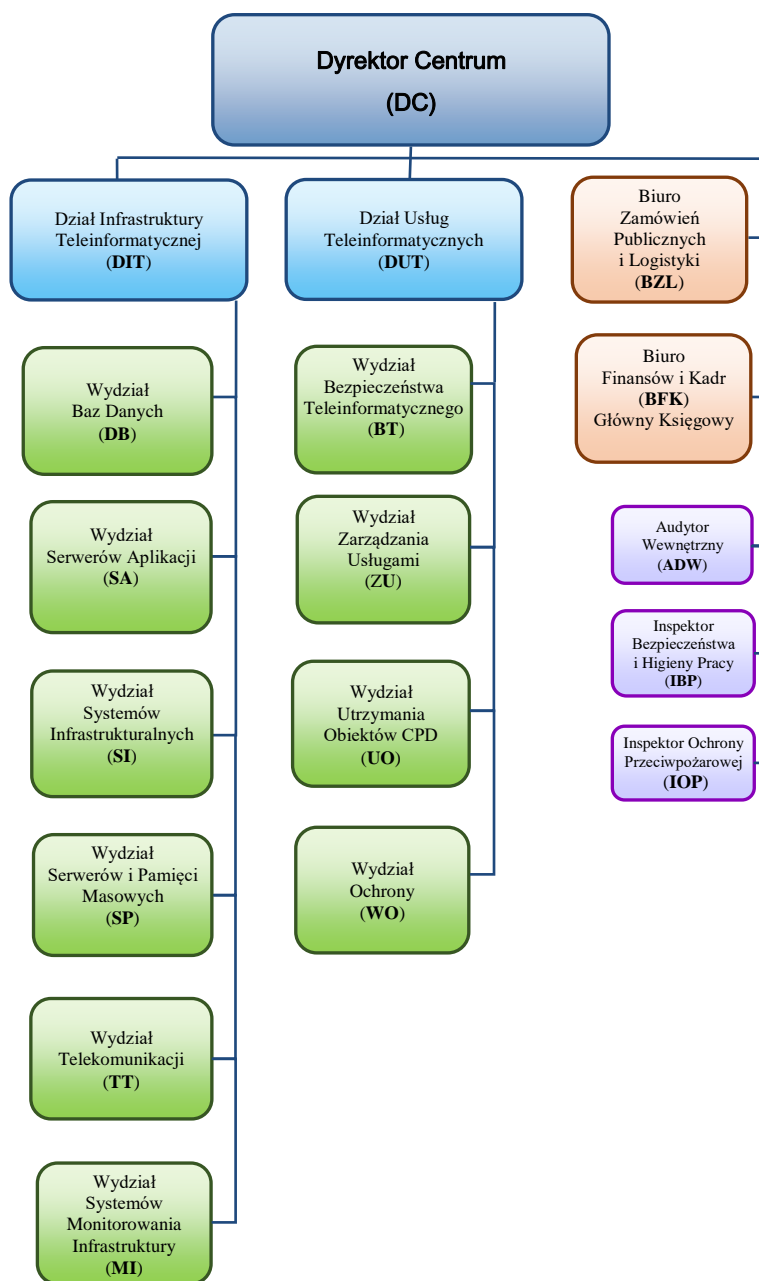 Dyrektor Centrum
(DC)
Dział Infrastruktury
Teleinformatycznej
(DIT)
Wydział
Baz Danych
(DB)
Wydział
Serwerów Aplikacji
(SA)
Wydział
Systemów
Infrastrukturalnych
(SI)
Wydział
Serwerów i Pamięci
Masowych
(SP)
Wydział
Telekomunikacji
(TT)
Wydział
Systemów
Monitorowania
Infrastruktury
(MI)
Dział Usług
Teleinformatycznych
(DUT)
Wydział
Bezpieczeństwa
Teleinformatycznego
(BT)
Wydział
Zarządzania
Usługami
(ZU)
Wydział
Utrzymania
Obiektów CPD
(UO)
Wydział
Ochrony
(WO)
Biuro
Zamówień
Publicznych
i Logistyki
(BZL)
Biuro
Finansów i Kadr
(BFK)
Główny Księgowy
Audytor
Wewnętrzny
(ADW)
Inspektor
Bezpieczeństwa
i Higieny Pracy
(IBP)
Inspektor Ochrony
Przeciwpożarowej
(IOP)